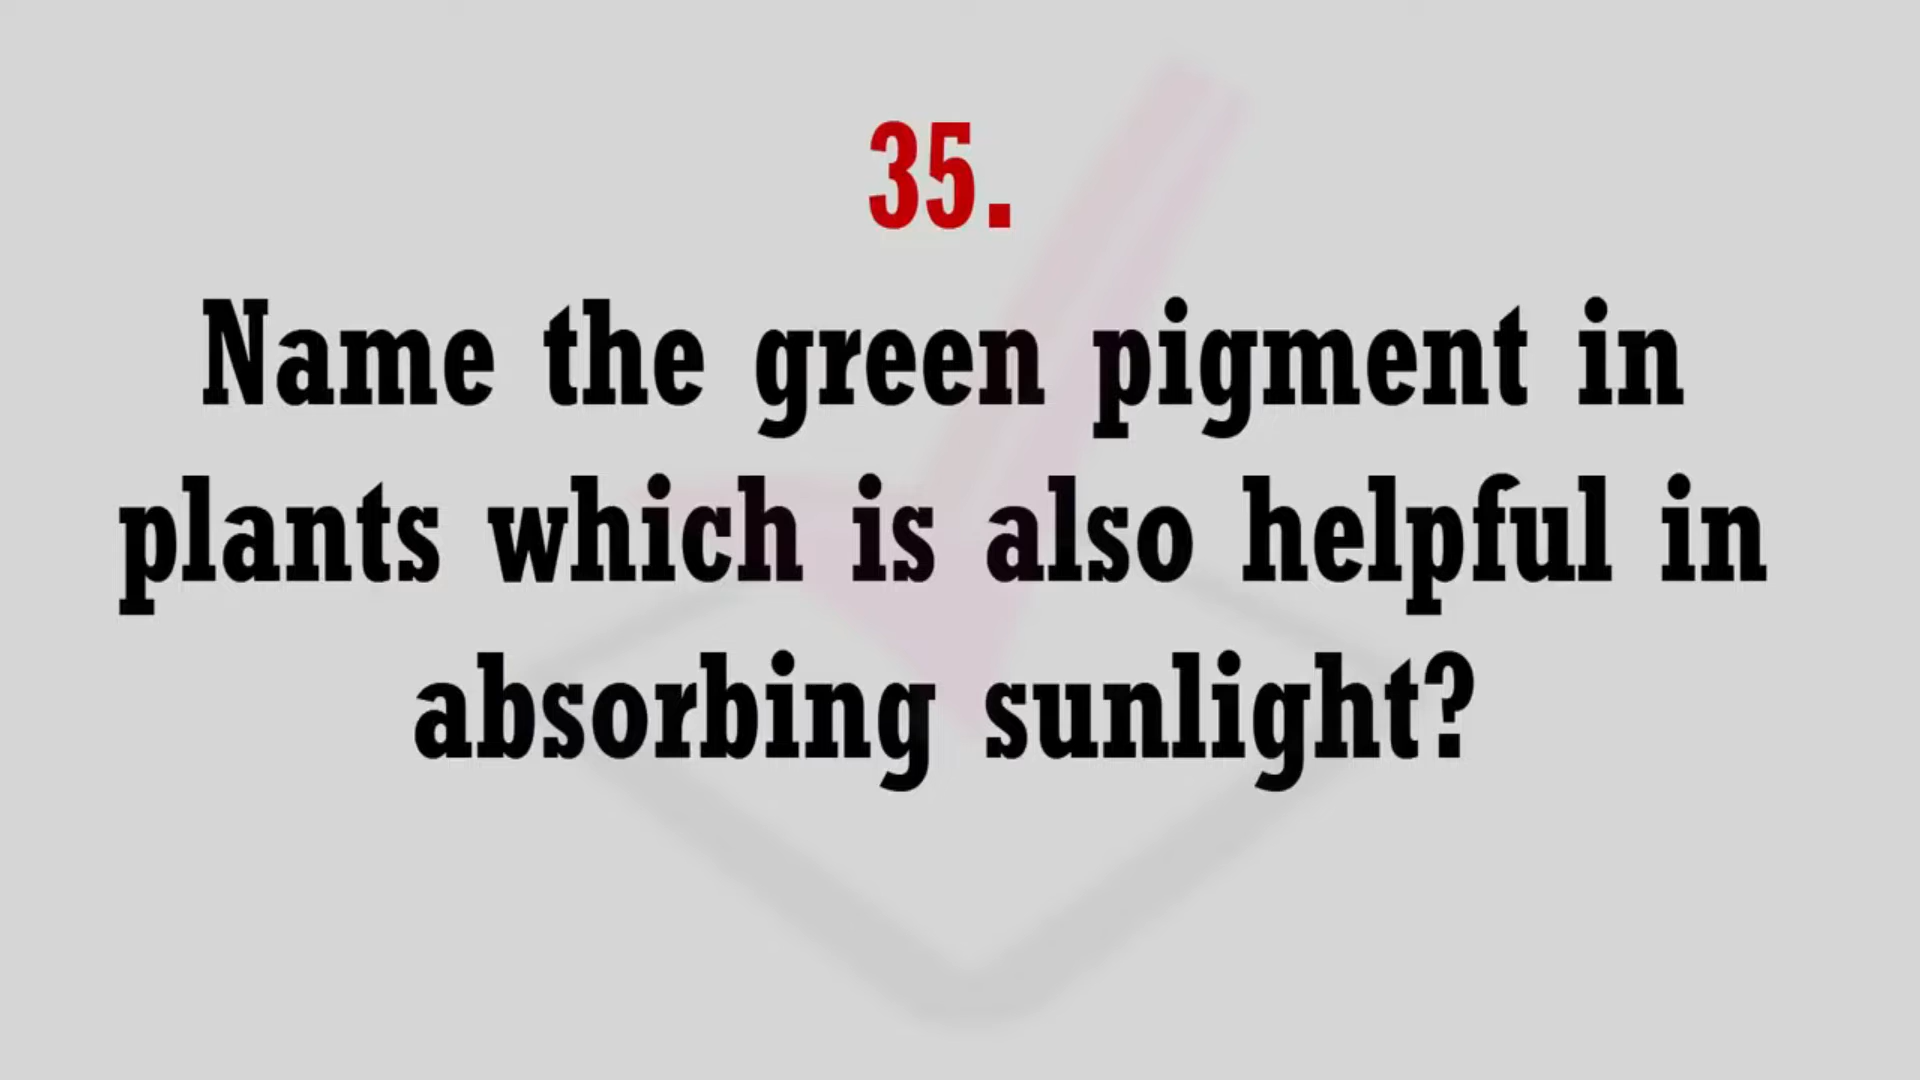 35.
Name the green pigment in
plants which is also helpful in
absorbing sunlight?